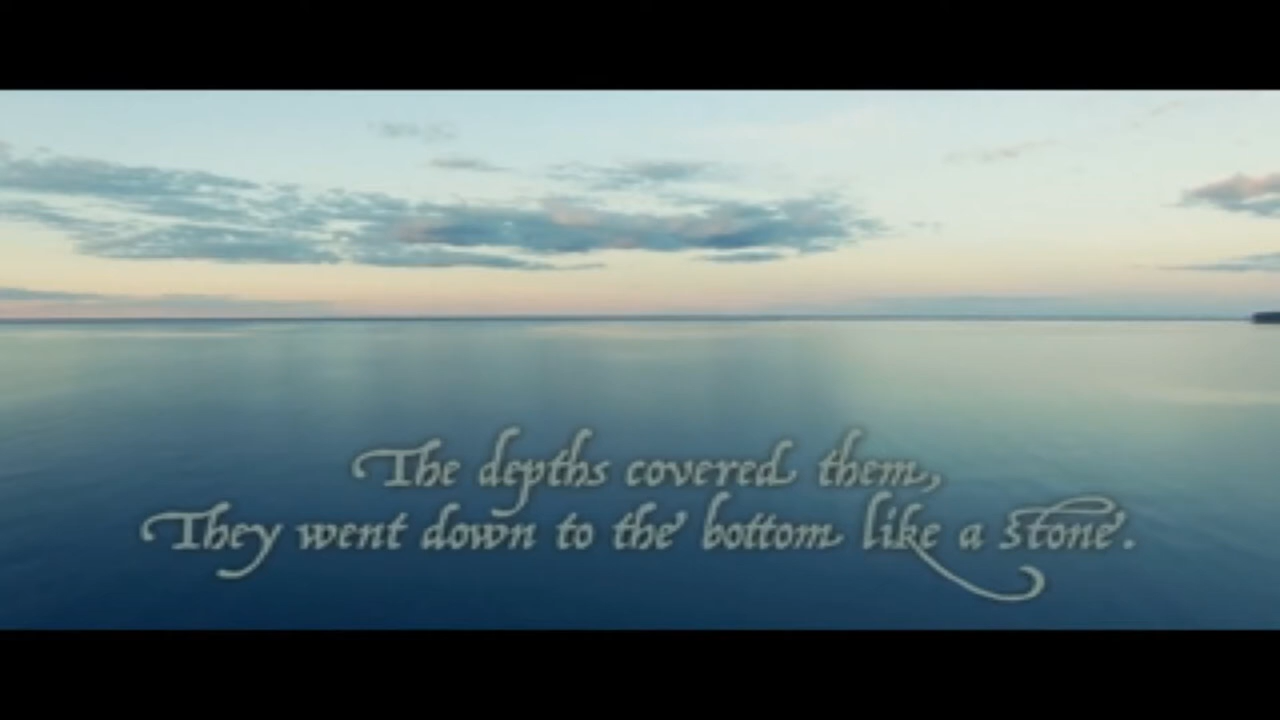 The depths covered them,
They went down to the bottom like a stone.